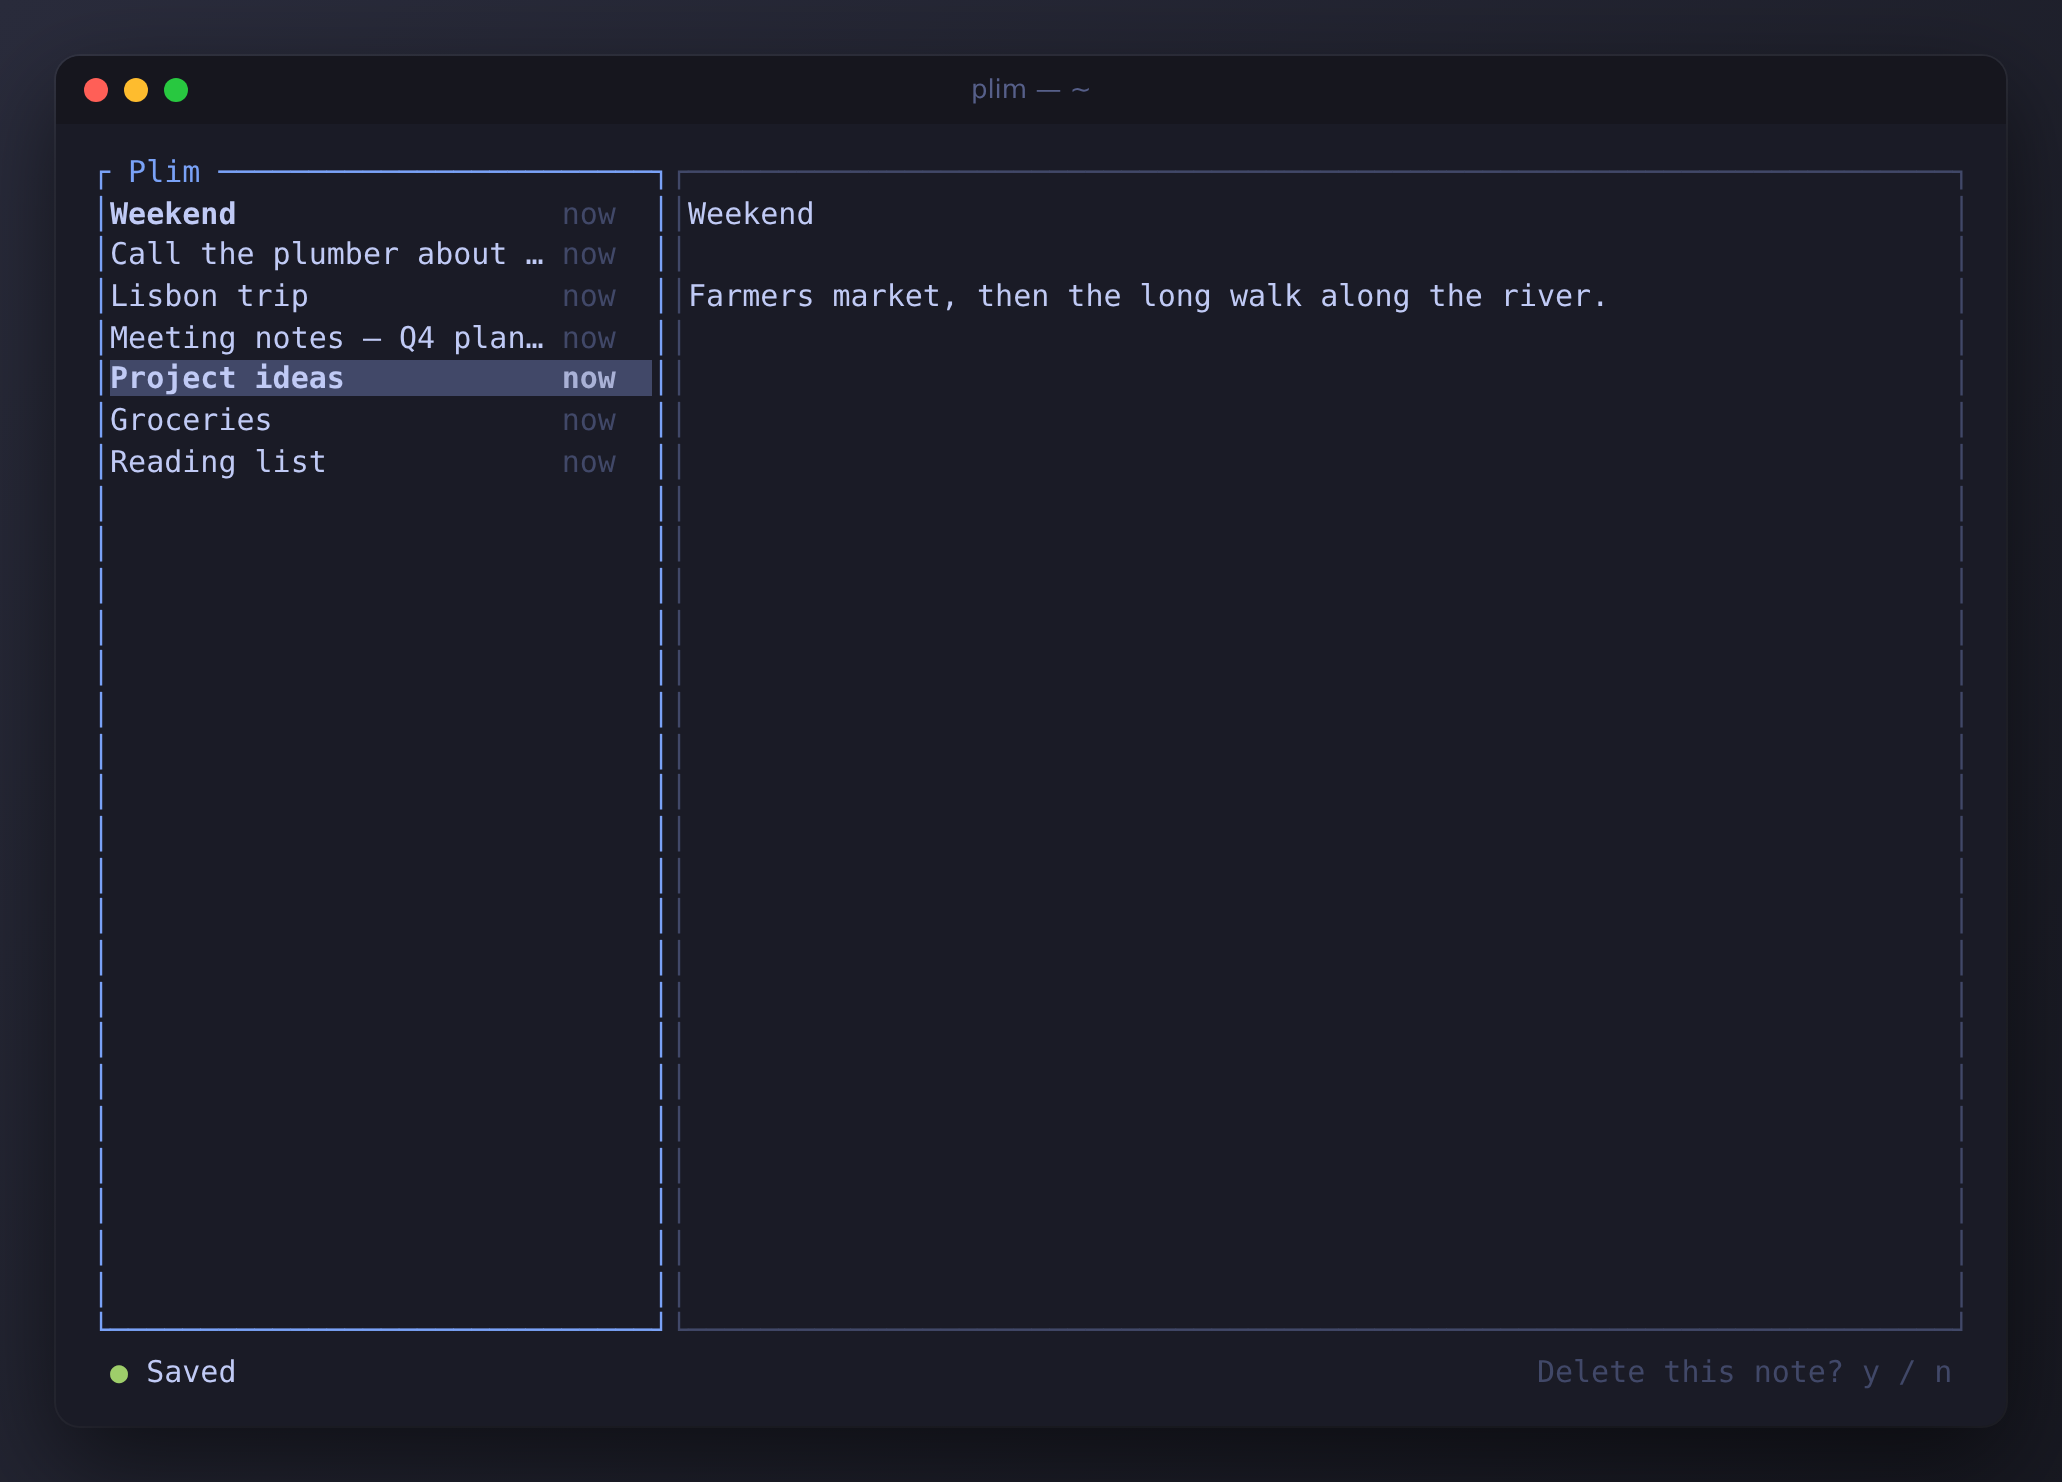 plim — ~
Plim
Weekend now
Call the plumber about … now
Lisbon trip now
Meeting notes – Q4 plan… now
Project ideas now
Groceries now
Reading list now
Weekend
Farmers market, then the long walk along the river.
Saved
Delete this note? y / n